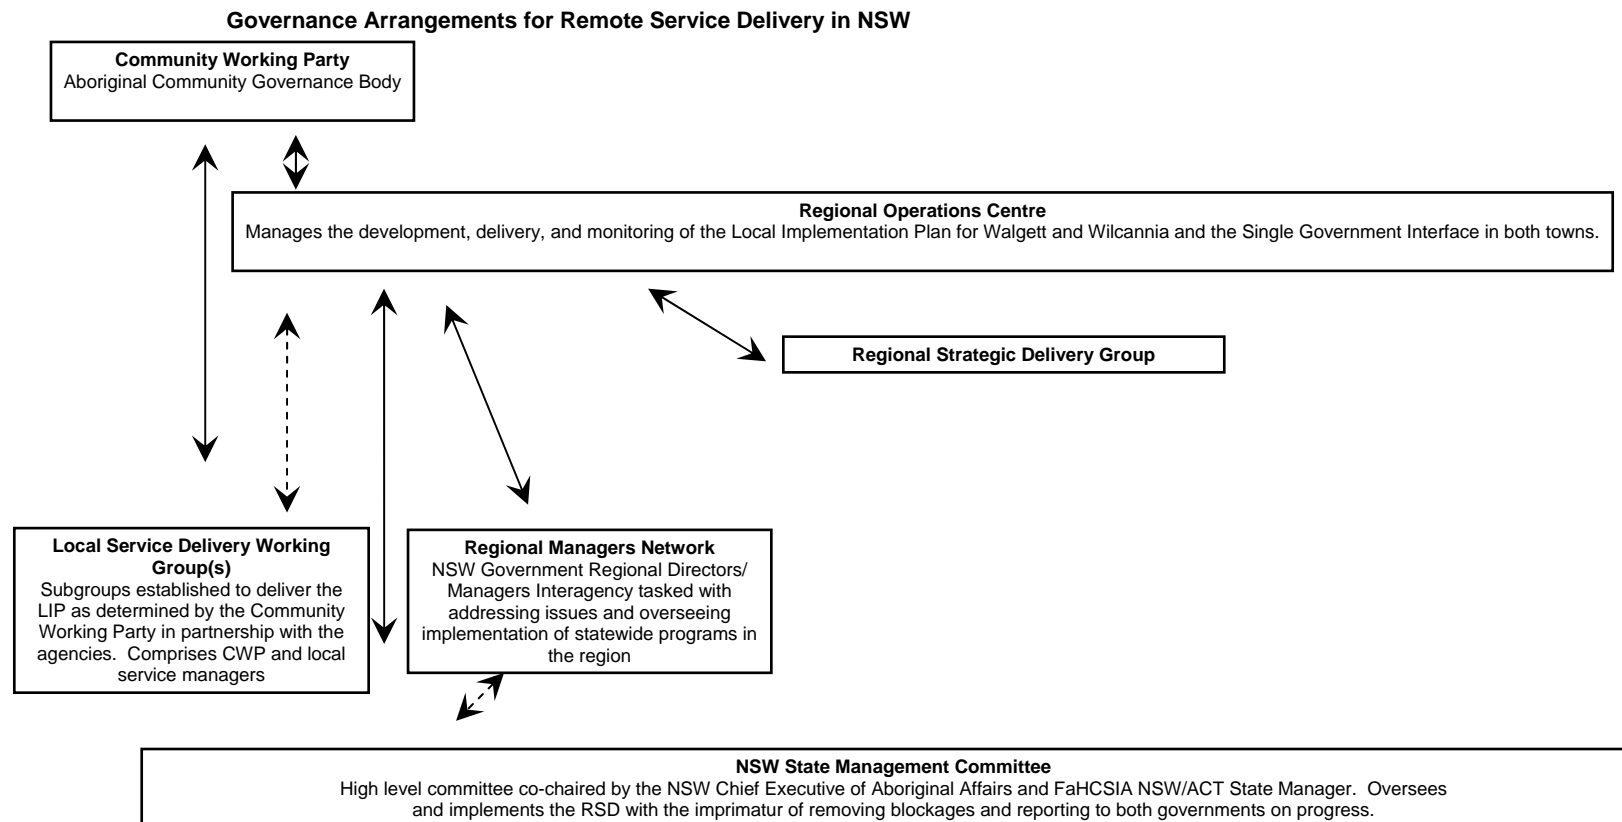 Governance Arrangements for Remote Service Delivery in NSW
Community Working Party
Aboriginal Community Governance Body
Regional Operations Centre
Manages the development, delivery, and monitoring of the Local Implementation Plan for Walgett and Wilcannia and the Single Government Interface in both towns.
Regional Strategic Delivery Group
Local Service Delivery Working
Group(s)
Subgroups established to deliver the
LIP as determined by the Community
Working Party in partnership with the
agencies.  Comprises CWP and local
service managers
Regional Managers Network
NSW Government Regional Directors/
Managers Interagency tasked with
addressing issues and overseeing
implementation of statewide programs in
the region
NSW State Management Committee
High level committee co-chaired by the NSW Chief Executive of Aboriginal Affairs and FaHCSIA NSW/ACT State Manager.  Oversees
and implements the RSD with the imprimatur of removing blockages and reporting to both governments on progress.